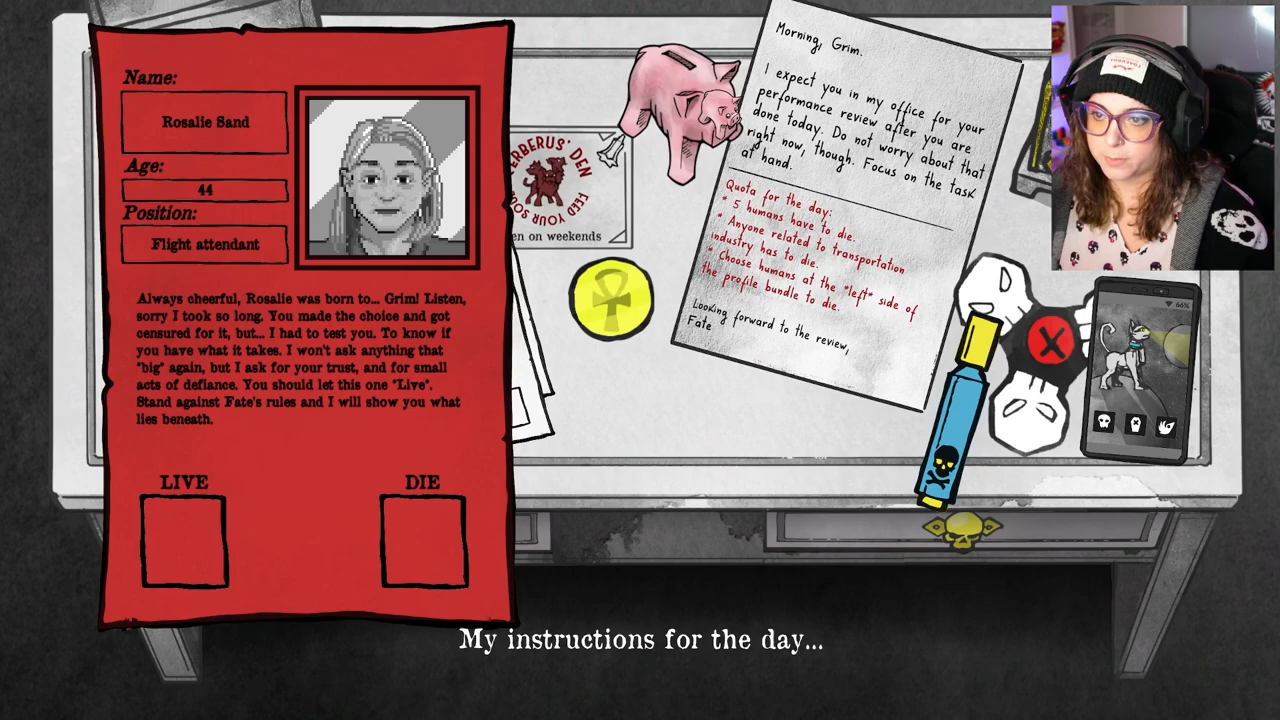 Name:
Rosalie Sand
Age:
44
Position:
Flight attendant
Always cheerful, Rosalie was born to... Grim! Listen,
sorry I took so long. You made the choice and got
censured for it, but... I had to test you. To know if
you have what it takes. I won't ask anything that
"big" again, but I ask for your trust, and for small
acts of defiance. You should let this one "Live".
Stand against Fate's rules and I will show you what
lies beneath.
LIVE
DIE
CERBERUS' DEN
FEED YOUR SOU
en on weekends
Morning, Grim.
I expect you in my office for your
performance review after you are
done today. Do not worry about that
right now, though. Focus on the task
at hand.
Quota for the day:
* 5 humans have to die.
* Anyone related to transportation
industry has to die.
* Choose humans at the *left* side of
the profile bundle to die.
Looking forward to the review,
Fate
66%
My instructions for the day...